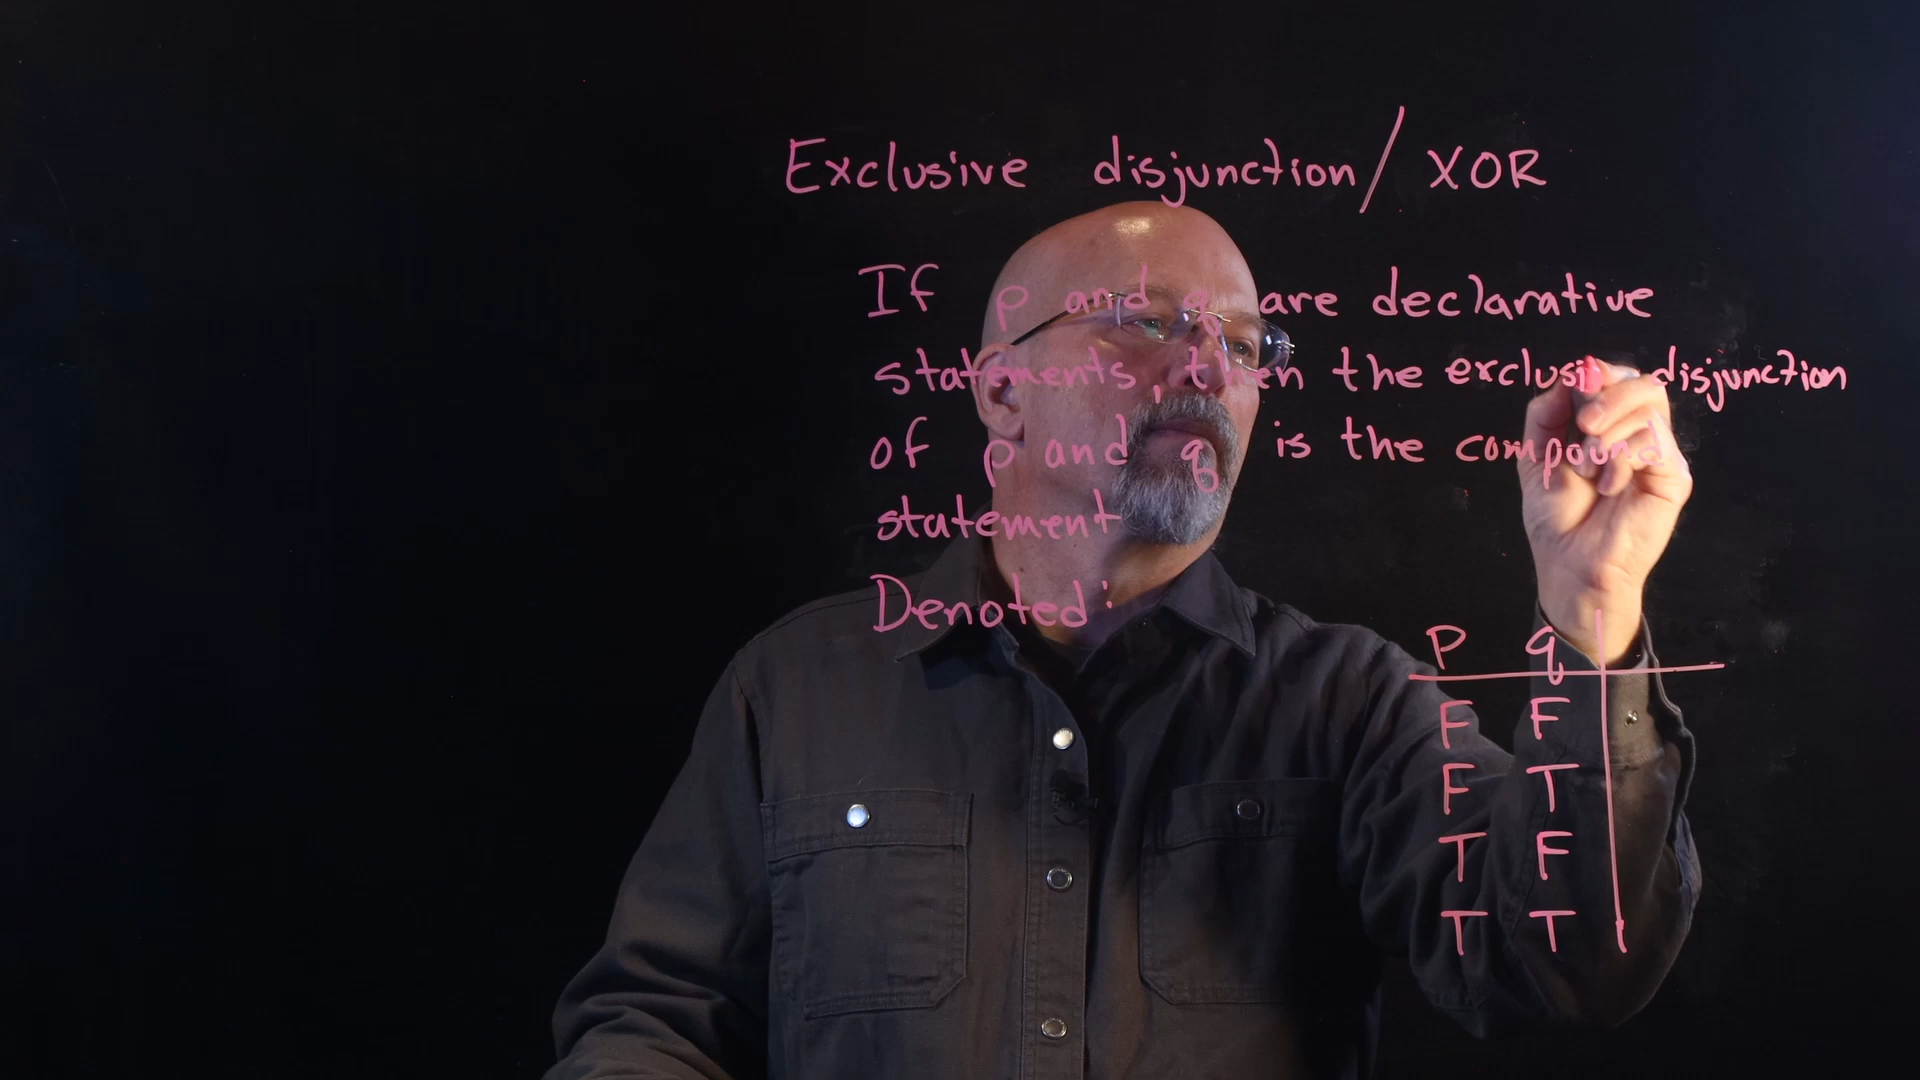 Exclusive disjunction / XOR
If p and q are declarative
statements, then the exclusi disjunction
of p and q is the compound
statement
Denoted:
P q
F F
F T
T F
T T